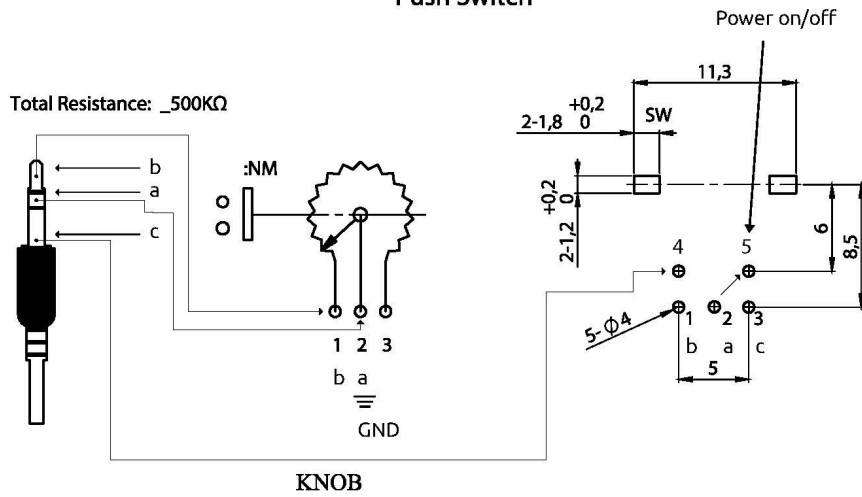 Push Switch
Power on/off
11,3
Total Resistance: _500KΩ
2-1,8 +0,2 0
SW
b
:NM
a
c
2-1,2 +0,2 0
6
8,5
4 5
5-Φ4
1 2 3
1 2 3
b a c
b a
5
GND
KNOB